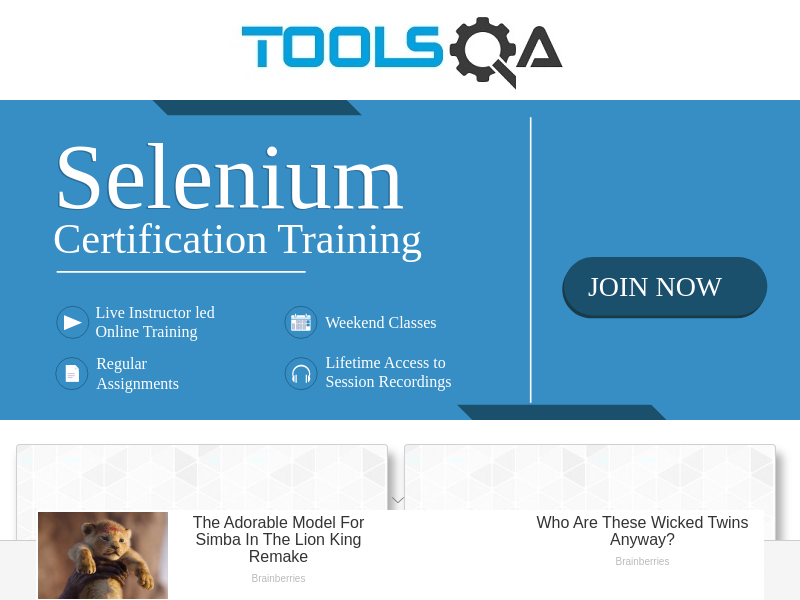 TOOLSQA
Selenium
Certification Training
JOIN NOW
Live Instructor led
Online Training
Weekend Classes
Regular
Assignments
Lifetime Access to
Session Recordings
The Adorable Model For
Simba In The Lion King
Remake
Brainberries
Who Are These Wicked Twins
Anyway?
Brainberries